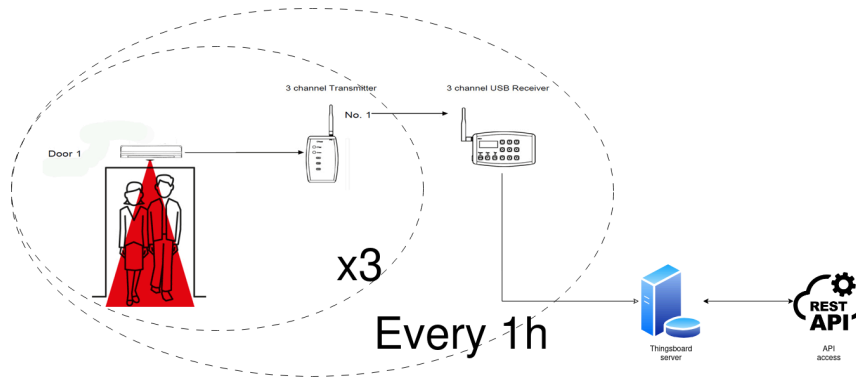 3 channel Transmitter
3 channel USB Receiver
No. 1
Door 1
x3
Every 1h
REST
API
Thingsboard
server
API
access